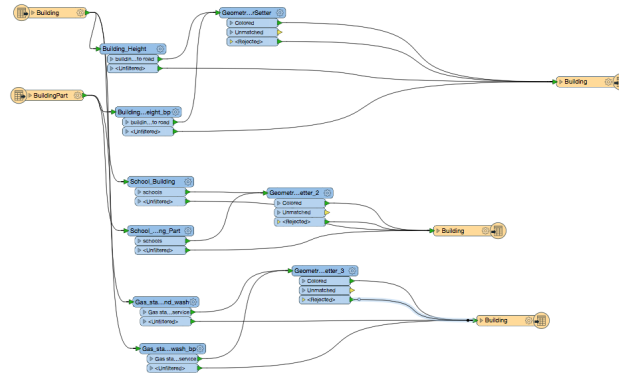 Building
Geometr...rSetter
Colored
Unmatched
<Rejected>
Building_Height
buildin...to road
<Unfiltered>
Building
BuildingPart
Building...eight_bp
buildin...to road
<Unfiltered>
School_Building
schools
<Unfiltered>
Geometr...etter_2
Colored
Unmatched
<Rejected>
School_...ng_Part
schools
<Unfiltered>
Building
Geometr...etter_3
Colored
Unmatched
<Rejected>
Gas sta...nd_wash
Gas sta...service
<Unfiltered>
Building
Gas_sta...wash_bp
Gas sta...service
<Unfiltered>